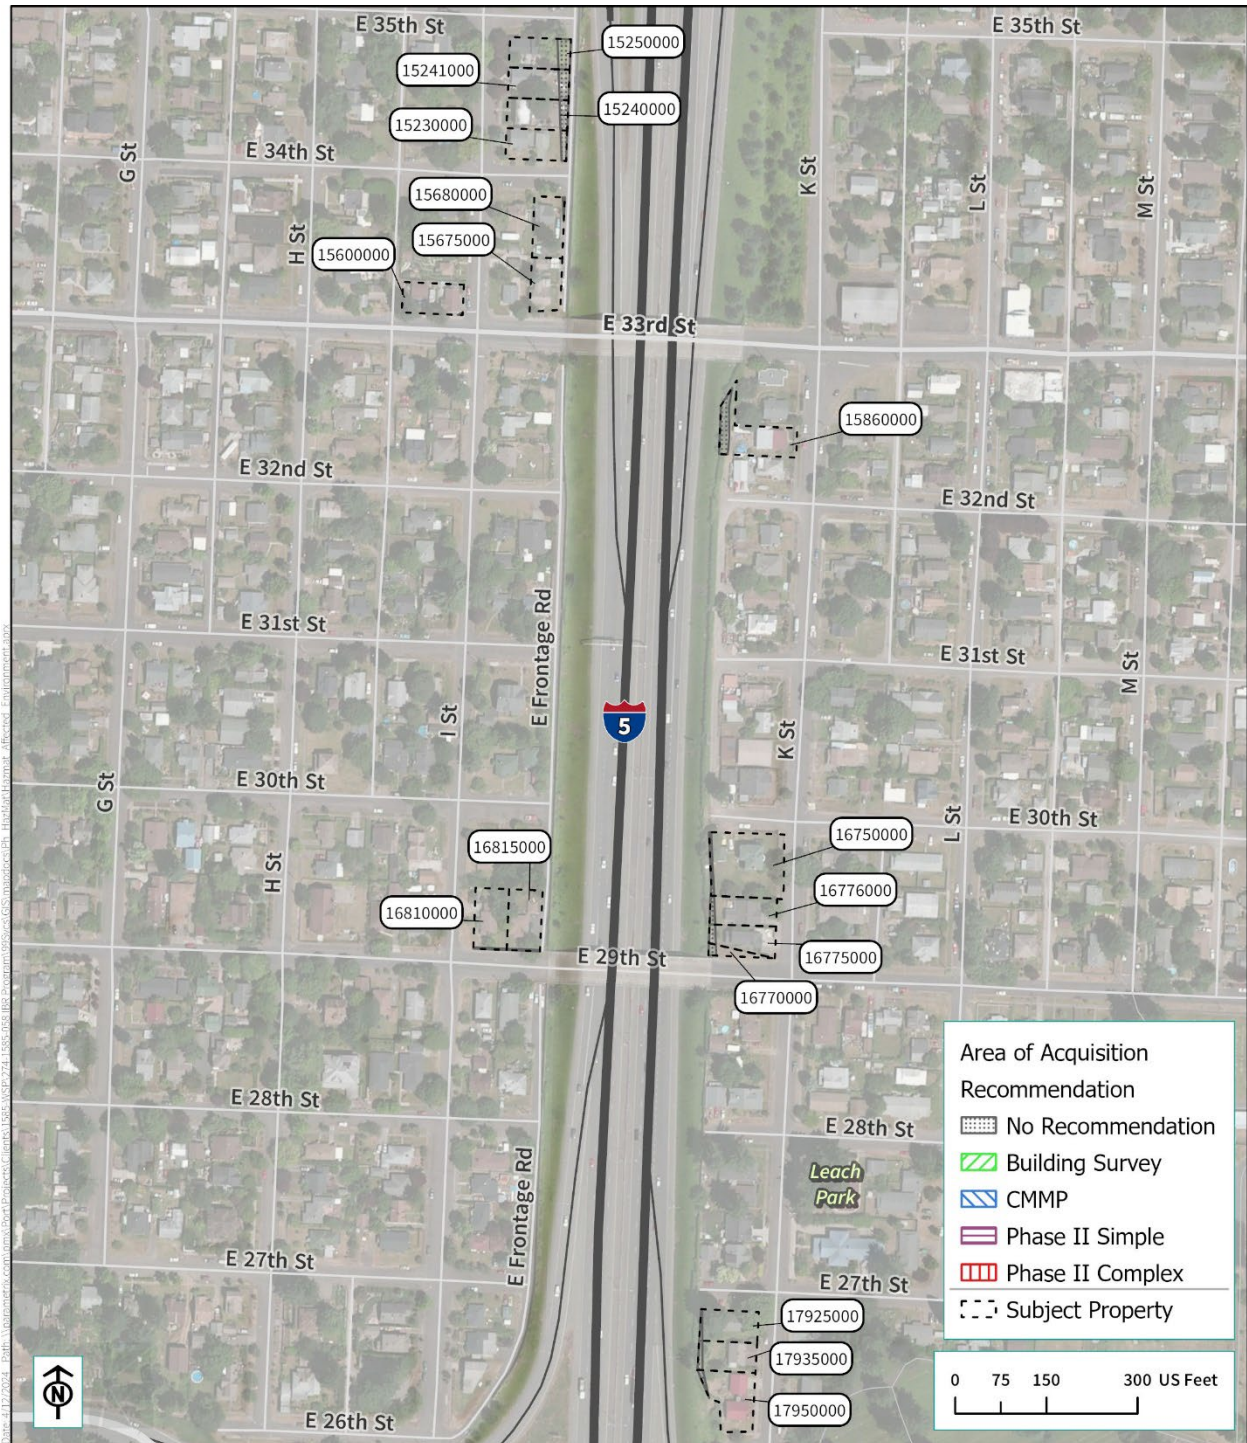 E 35th St
E 35th St
15250000
15241000
15240000
15230000
G St
E 34th St
K St
L St
M St
15680000
H St
15675000
15600000
E 33rd St
15860000
E 32nd St
E 32nd St
E Frontage Rd
E 31st St
E 31st St
M St
I St
5
K St
G St
E 30th St
L St
E 30th St
16750000
16815000
H St
16776000
16810000
E 29th St
16775000
16770000
Area of Acquisition
Recommendation
No Recommendation
Building Survey
CMMP
Phase II Simple
Phase II Complex
Subject Property
E 28th St
E 28th St
Leach
Park
E Frontage Rd
E 27th St
E 27th St
17925000
17935000
17950000
N
0 75 150 300 US Feet
E 26th St